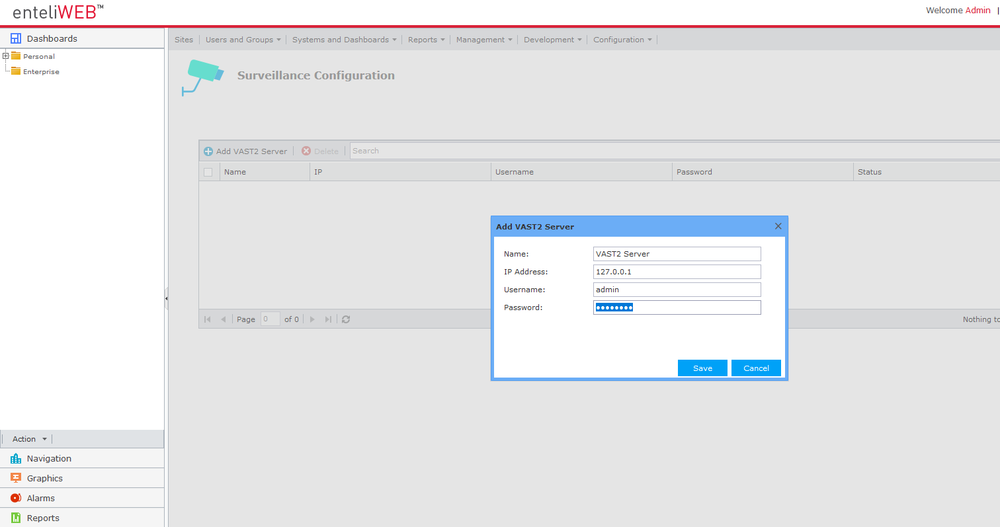 enteliWEB™
Welcome Admin |
Dashboards
Personal
Enterprise
Sites
Users and Groups
Systems and Dashboards
Reports
Management
Development
Configuration
Surveillance Configuration
Add VAST2 Server
Delete
Search
Name
IP
Username
Password
Status
Add VAST2 Server
Name: VAST2 Server
IP Address: 127.0.0.1
Username: admin
Password: ••••••••
Save
Cancel
Page 0 of 0
Nothing to
Action
Navigation
Graphics
Alarms
Reports